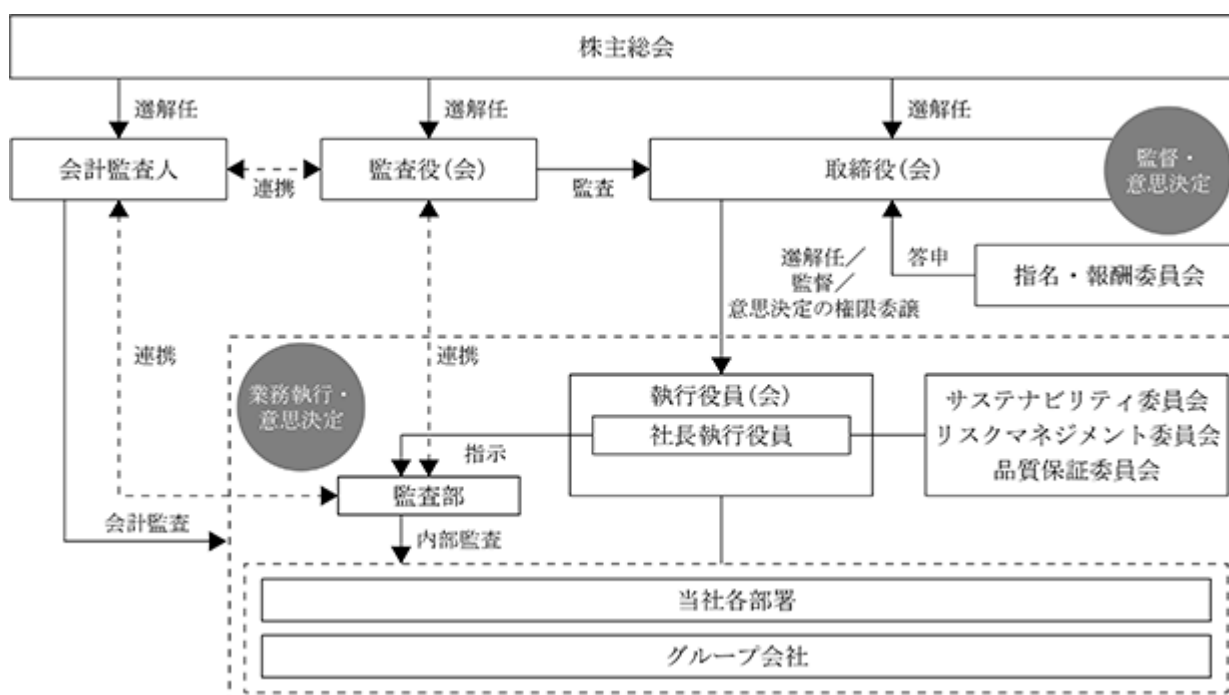 株主総会
選解任
選解任
選解任
会計監査人
連携
監査役(会)
監査
取締役(会)
監督・
意思決定
選解任／
監督／
意思決定の権限委譲
答申
指名・報酬委員会
連携
連携
業務執行・
意思決定
執行役員(会)
社長執行役員
サステナビリティ委員会
リスクマネジメント委員会
品質保証委員会
指示
監査部
会計監査
内部監査
当社各部署
グループ会社